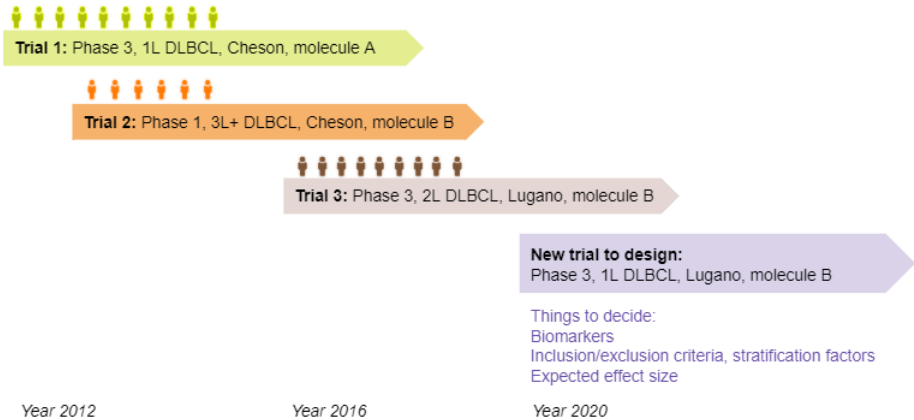 Trial 1: Phase 3, 1L DLBCL, Cheson, molecule A
Trial 2: Phase 1, 3L+ DLBCL, Cheson, molecule B
Trial 3: Phase 3, 2L DLBCL, Lugano, molecule B
New trial to design:
Phase 3, 1L DLBCL, Lugano, molecule B
Things to decide:
Biomarkers
Inclusion/exclusion criteria, stratification factors
Expected effect size
Year 2012
Year 2016
Year 2020